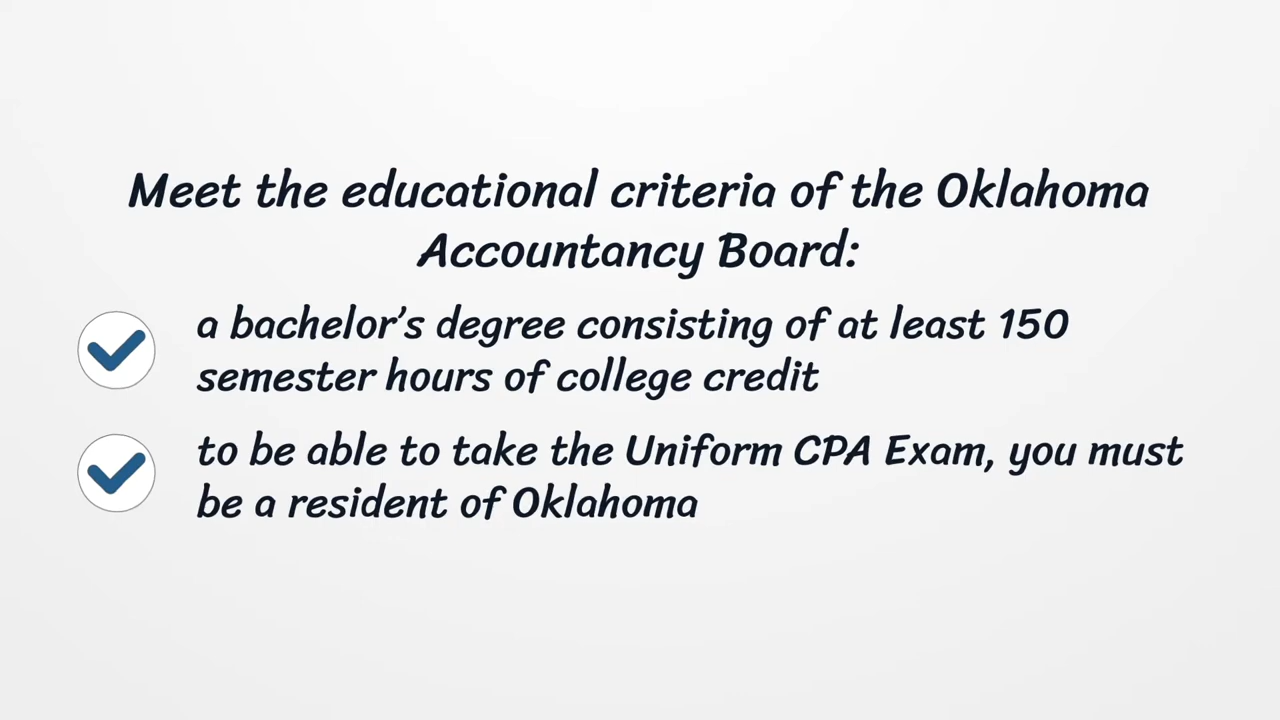 Meet the educational criteria of the Oklahoma
Accountancy Board:
a bachelor's degree consisting of at least 150
semester hours of college credit
to be able to take the Uniform CPA Exam, you must
be a resident of Oklahoma